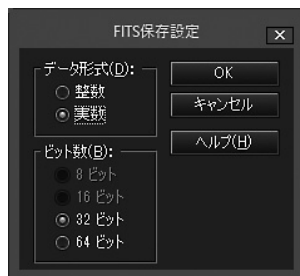 FITS保存設定
データ形式(D):
整数
実数
ビット数(B):
8 ビット
16 ビット
32 ビット
64 ビット
OK
キャンセル
ヘルプ(H)